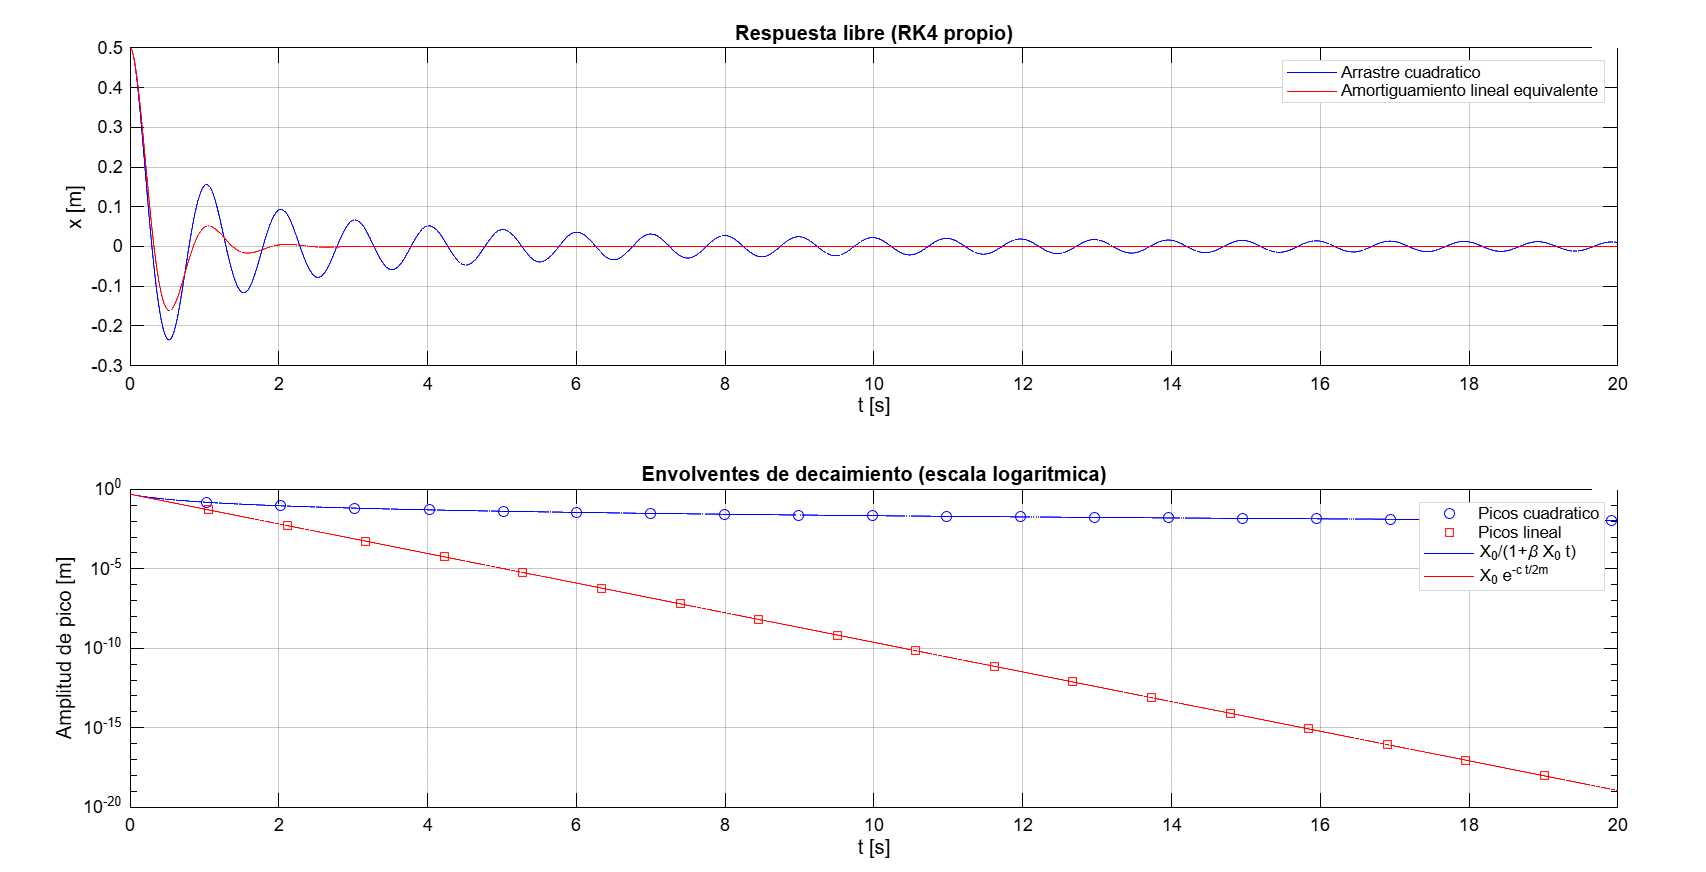 Respuesta libre (RK4 propio)
0.5
0.4
0.3
0.2
0.1
0
-0.1
-0.2
-0.3
x [m]
Arrastre cuadratico
Amortiguamiento lineal equivalente
0 2 4 6 8 10 12 14 16 18 20
t [s]
Envolventes de decaimiento (escala logaritmica)
10^0
10^-5
10^-10
10^-15
10^-20
Amplitud de pico [m]
Picos cuadratico
Picos lineal
X_0/(1+β X_0 t)
X_0 e^-c t/2m
0 2 4 6 8 10 12 14 16 18 20
t [s]